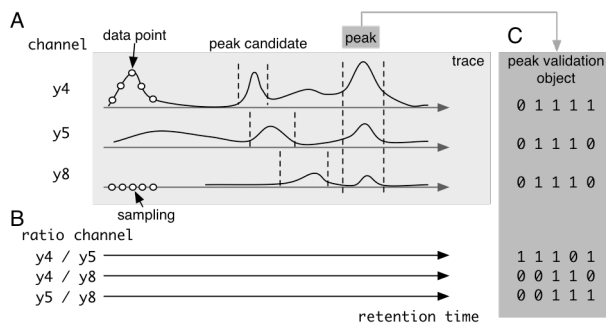 A
data point
channel
peak candidate
peak
C
trace
peak validation
object
y4
0 1 1 1 1
y5
0 1 1 1 0
y8
0 1 1 1 0
sampling
B
ratio channel
y4 / y5
1 1 1 0 1
y4 / y8
0 0 1 1 0
y5 / y8
0 0 1 1 1
retention time